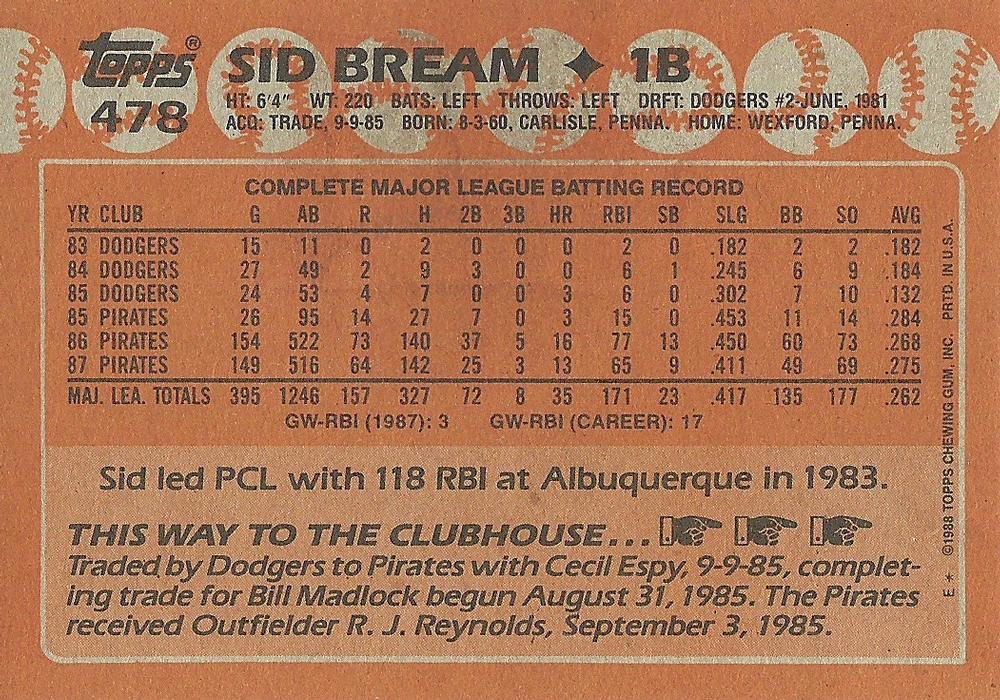 topps®
478
SID BREAM ✦ 1B
HT: 6'4" WT: 220 BATS: LEFT THROWS: LEFT DRFT: DODGERS #2-JUNE, 1981
ACQ: TRADE, 9-9-85 BORN: 8-3-60, CARLISLE, PENNA. HOME: WEXFORD, PENNA.
COMPLETE MAJOR LEAGUE BATTING RECORD
YR CLUB G AB R H 2B 3B HR RBI SB SLG BB SO AVG
83 DODGERS 15 11 0 2 0 0 0 2 0 .182 2 2 .182
84 DODGERS 27 49 2 9 3 0 0 6 1 .245 6 9 .184
85 DODGERS 24 53 4 7 0 0 3 6 0 .302 7 10 .132
85 PIRATES 26 95 14 27 7 0 3 15 0 .453 11 14 .284
86 PIRATES 154 522 73 140 37 5 16 77 13 .450 60 73 .268
87 PIRATES 149 516 64 142 25 3 13 65 9 .411 49 69 .275
MAJ. LEA. TOTALS 395 1246 157 327 72 8 35 171 23 .417 135 177 .262
GW-RBI (1987): 3 GW-RBI (CAREER): 17
Sid led PCL with 118 RBI at Albuquerque in 1983.
THIS WAY TO THE CLUBHOUSE...
Traded by Dodgers to Pirates with Cecil Espy, 9-9-85, complet-
ing trade for Bill Madlock begun August 31, 1985. The Pirates
received Outfielder R. J. Reynolds, September 3, 1985.
E * ©1988 TOPPS CHEWING GUM, INC. PRTD. IN U.S.A.